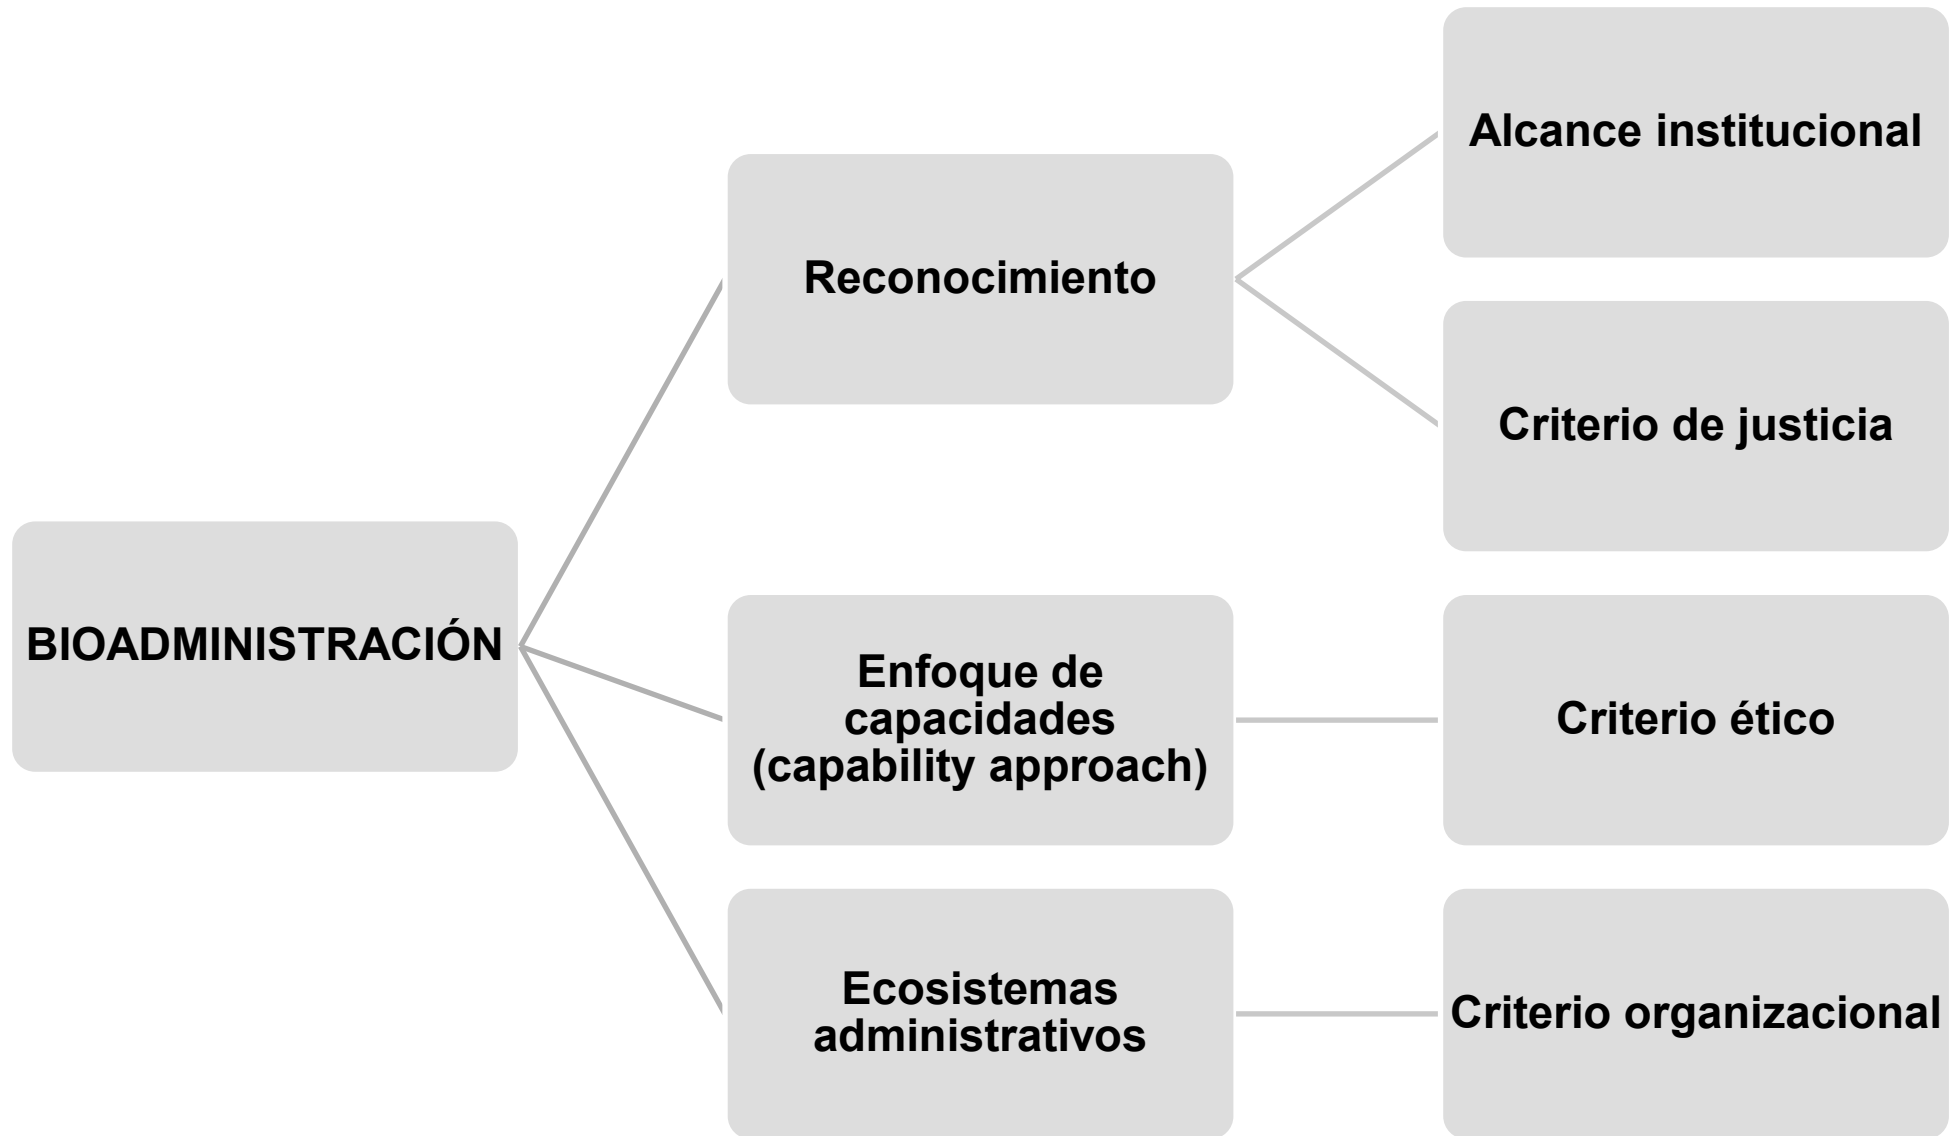 BIOADMINISTRACIÓN
Reconocimiento
Alcance institucional
Criterio de justicia
Enfoque de
capacidades
(capability approach)
Criterio ético
Ecosistemas
administrativos
Criterio organizacional